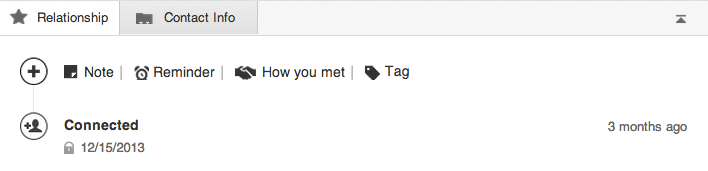 Relationship Contact Info
Note | Reminder | How you met | Tag
Connected 3 months ago
12/15/2013